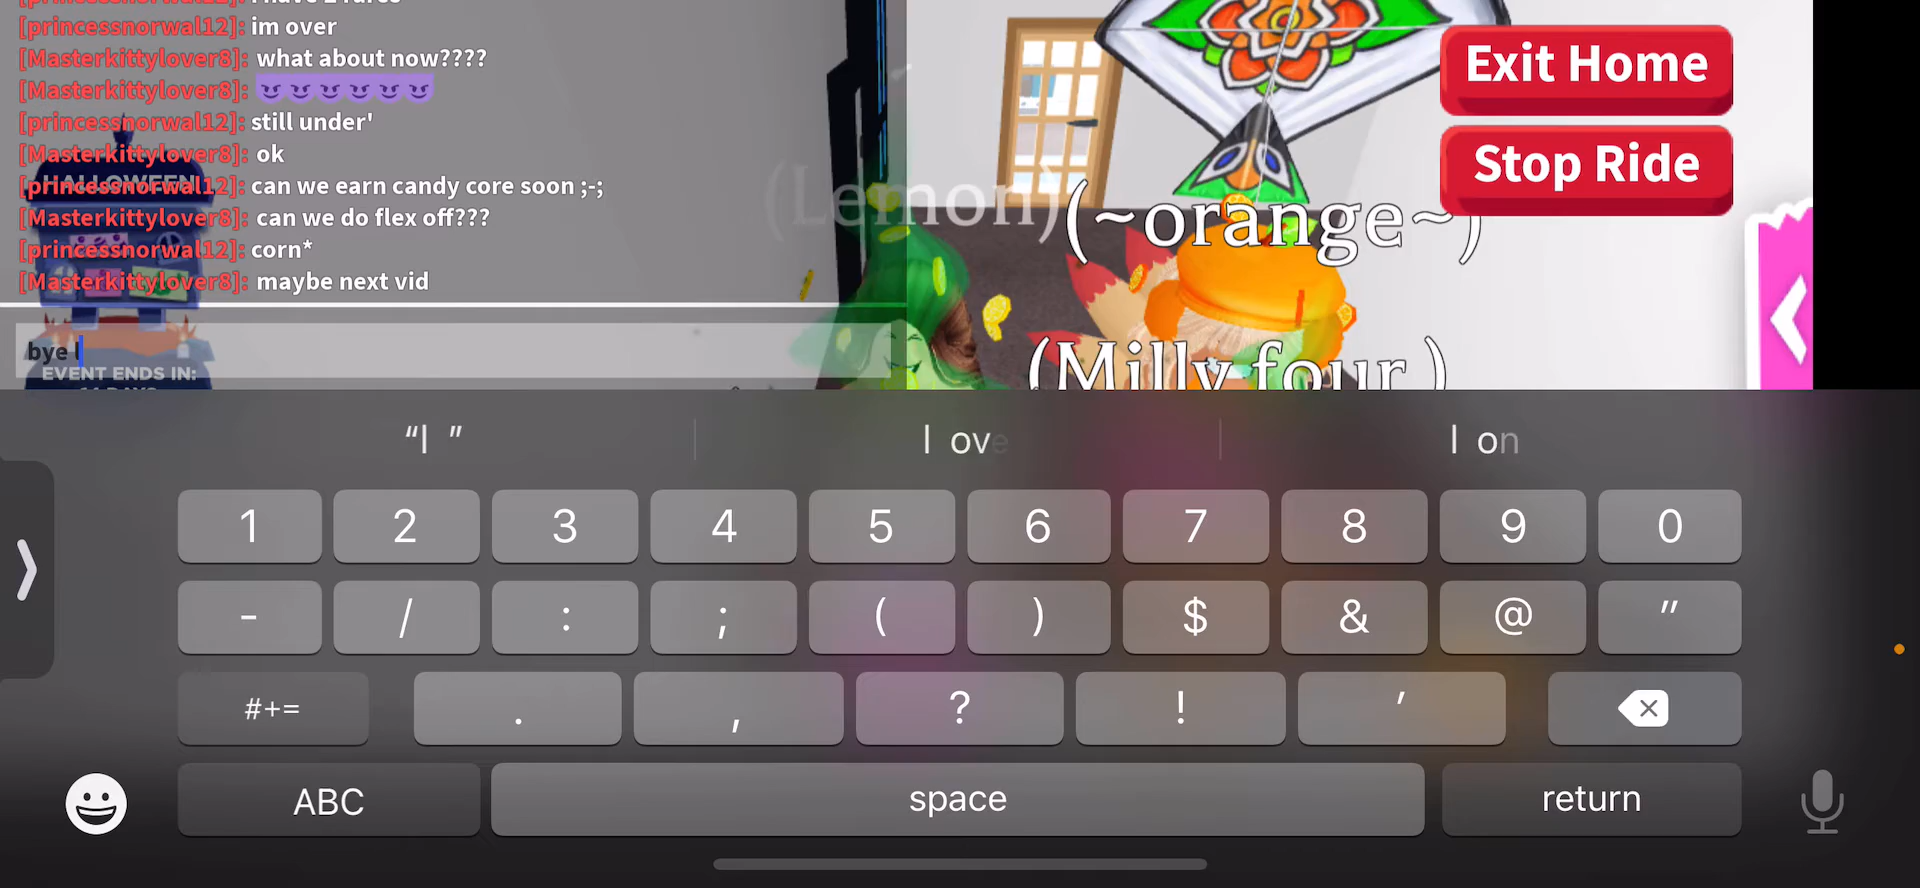 [princessnorwal12]: im over
[Masterkittylover8]: what about now????
[Masterkittylover8]: 😈😈😈😈😈😈
[princessnorwal12]: still under'
[Masterkittylover8]: ok
[princessnorwal12]: can we earn candy core soon ;-;
[Masterkittylover8]: can we do flex off???
[princessnorwal12]: corn*
[Masterkittylover8]: maybe next vid
HALLOWEEN
bye l
EVENT ENDS IN:
Exit Home
Stop Ride
(Lemon)
(~orange~)
(Milly four )
“l ”
l ove
l on
1 2 3 4 5 6 7 8 9 0
- / : ; ( ) $ & @ "
#+= . , ? ! '
ABC space return